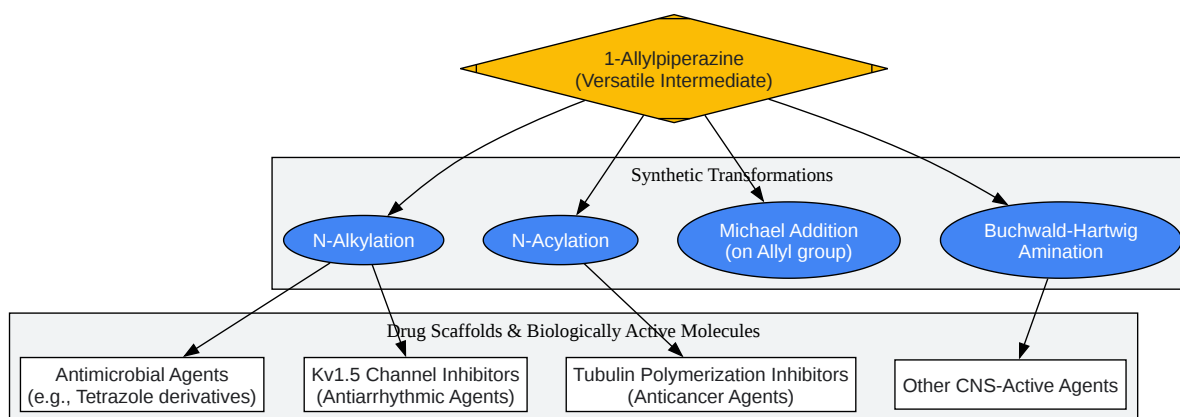 1-Allylpiperazine
(Versatile Intermediate)
Synthetic Transformations
N-Alkylation
N-Acylation
Michael Addition
(on Allyl group)
Buchwald-Hartwig
Amination
Drug Scaffolds & Biologically Active Molecules
Antimicrobial Agents
(e.g., Tetrazole derivatives)
Kv1.5 Channel Inhibitors
(Antiarrhythmic Agents)
Tubulin Polymerization Inhibitors
(Anticancer Agents)
Other CNS-Active Agents